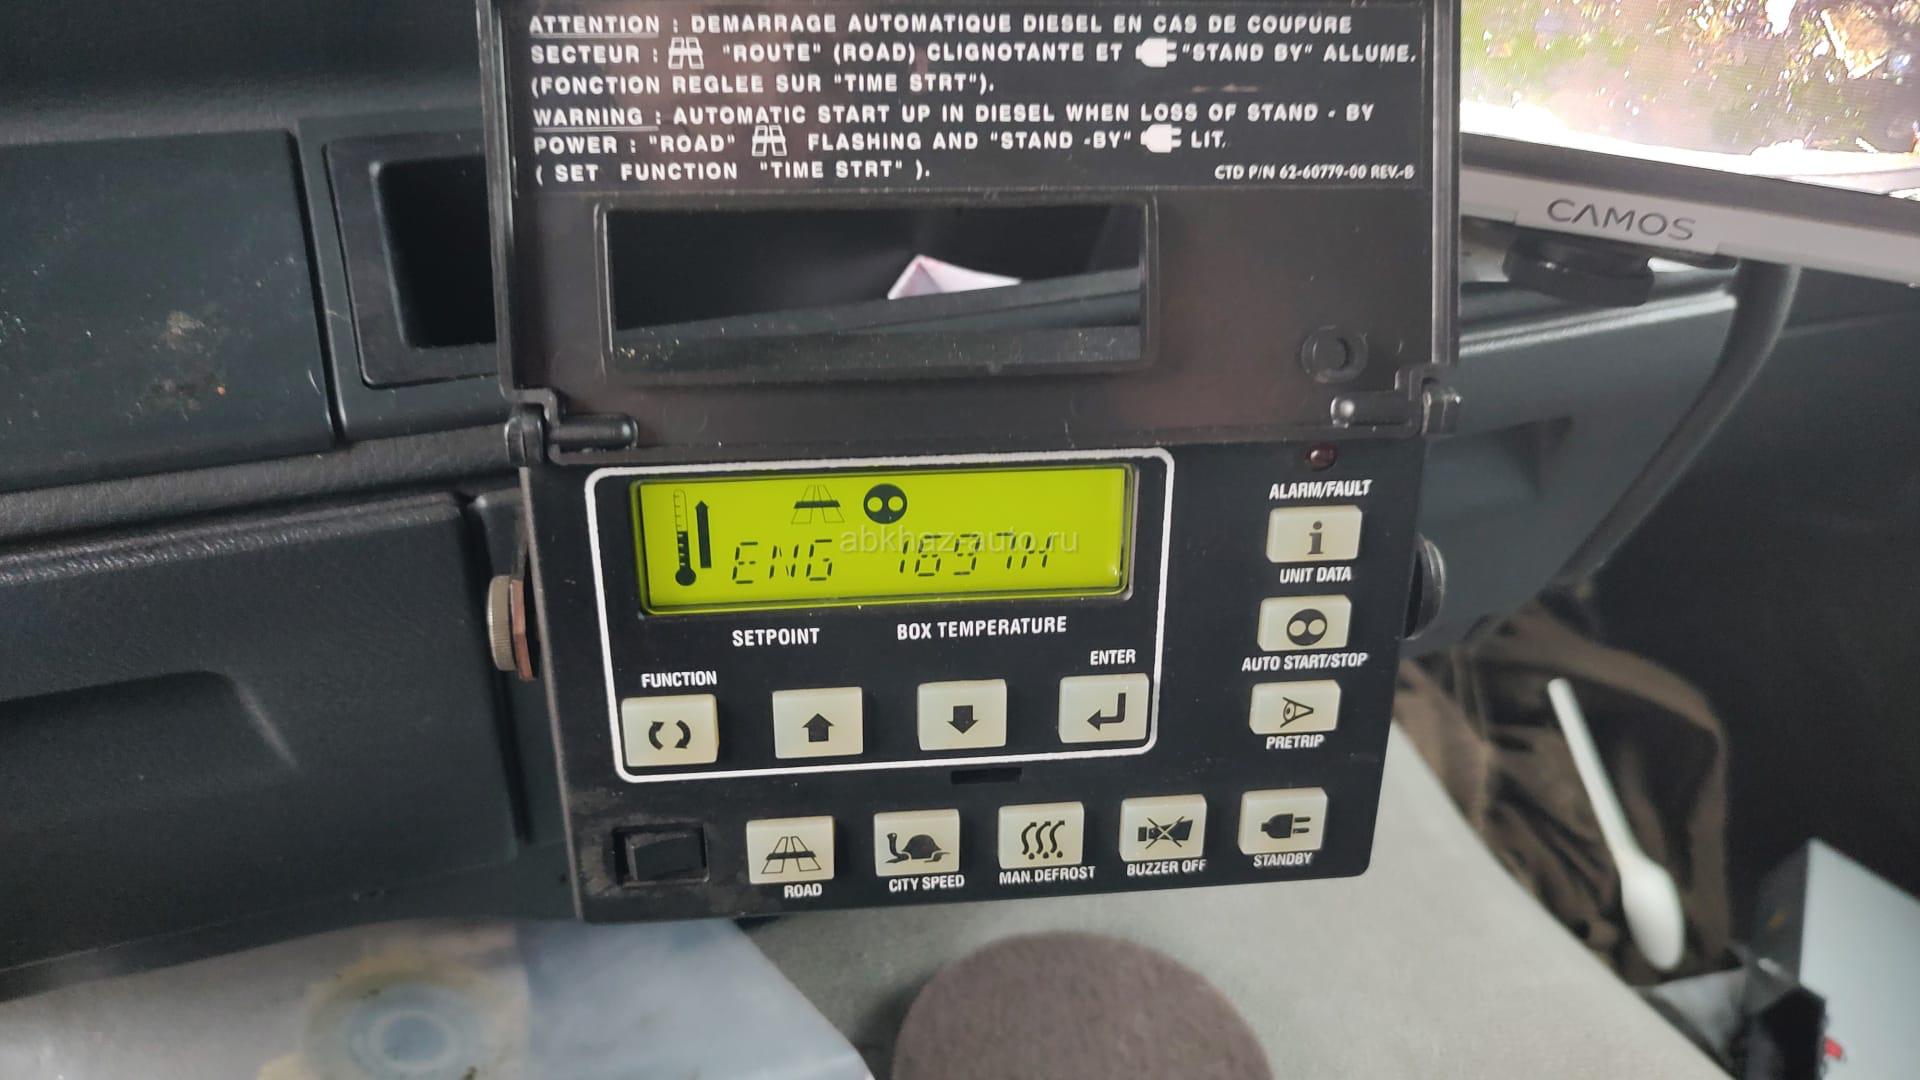 ATTENTION : DEMARRAGE AUTOMATIQUE DIESEL EN CAS DE COUPURE
SECTEUR : "ROUTE" (ROAD) CLIGNOTANTE ET "STAND BY" ALLUME.
(FONCTION REGLEE SUR "TIME STRT").
WARNING : AUTOMATIC START UP IN DIESEL WHEN LOSS OF STAND - BY
POWER : "ROAD" FLASHING AND "STAND -BY" LIT.
( SET FUNCTION "TIME STRT" ).
CTD P/N 62-60779-00 REV.-B
CAMOS
ALARM/FAULT
abkhaz-auto.ru
ENG 1897H
UNIT DATA
SETPOINT
BOX TEMPERATURE
AUTO START/STOP
FUNCTION
ENTER
PRETRIP
ROAD
CITY SPEED
MAN.DEFROST
BUZZER OFF
STANDBY